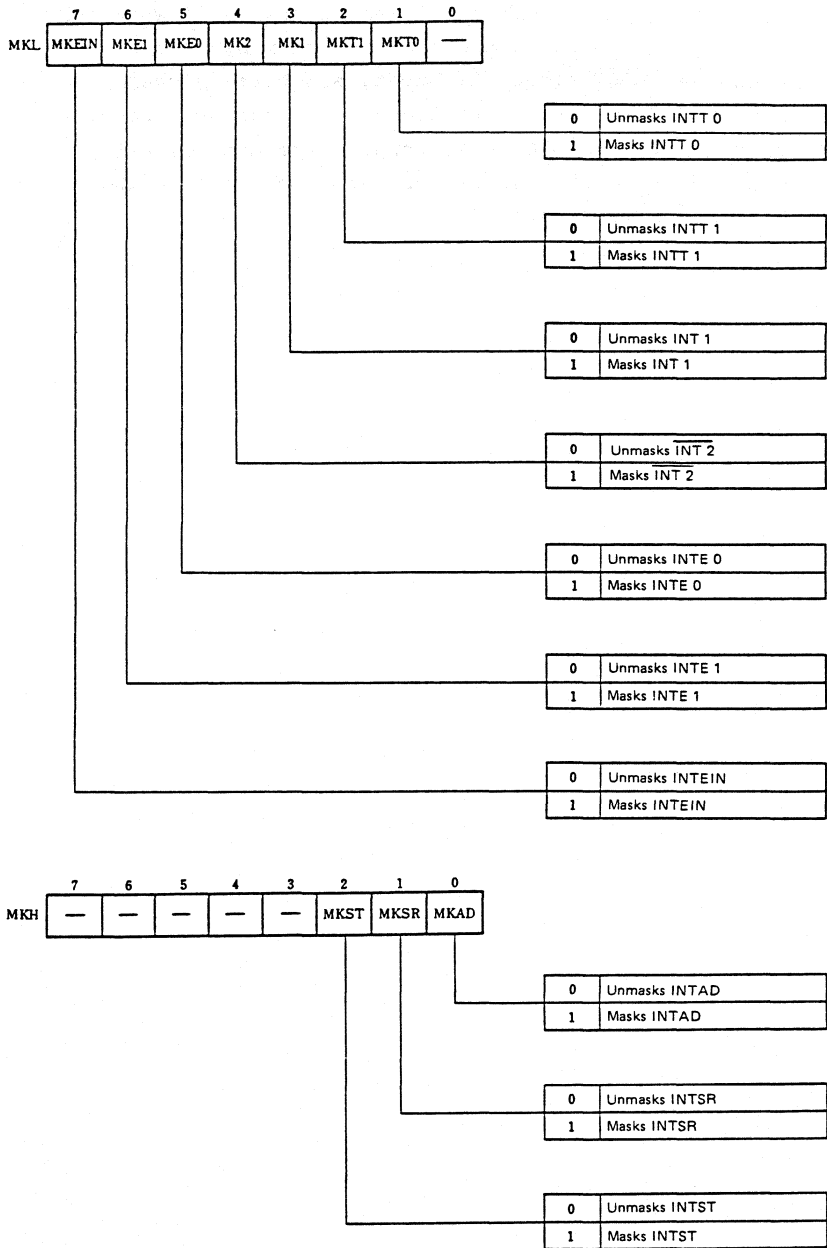 7 6 5 4 3 2 1 0
MKL MKEIN MKE1 MKE0 MK2 MK1 MKT1 MKT0 —
0 Unmasks INTT 0
1 Masks INTT 0
0 Unmasks INTT 1
1 Masks INTT 1
0 Unmasks INT 1
1 Masks INT 1
0 Unmasks I̅N̅T̅ ̅2̅
1 Masks I̅N̅T̅ ̅2̅
0 Unmasks INTE 0
1 Masks INTE 0
0 Unmasks INTE 1
1 Masks INTE 1
0 Unmasks INTEIN
1 Masks INTEIN
7 6 5 4 3 2 1 0
MKH — — — — — MKST MKSR MKAD
0 Unmasks INTAD
1 Masks INTAD
0 Unmasks INTSR
1 Masks INTSR
0 Unmasks INTST
1 Masks INTST